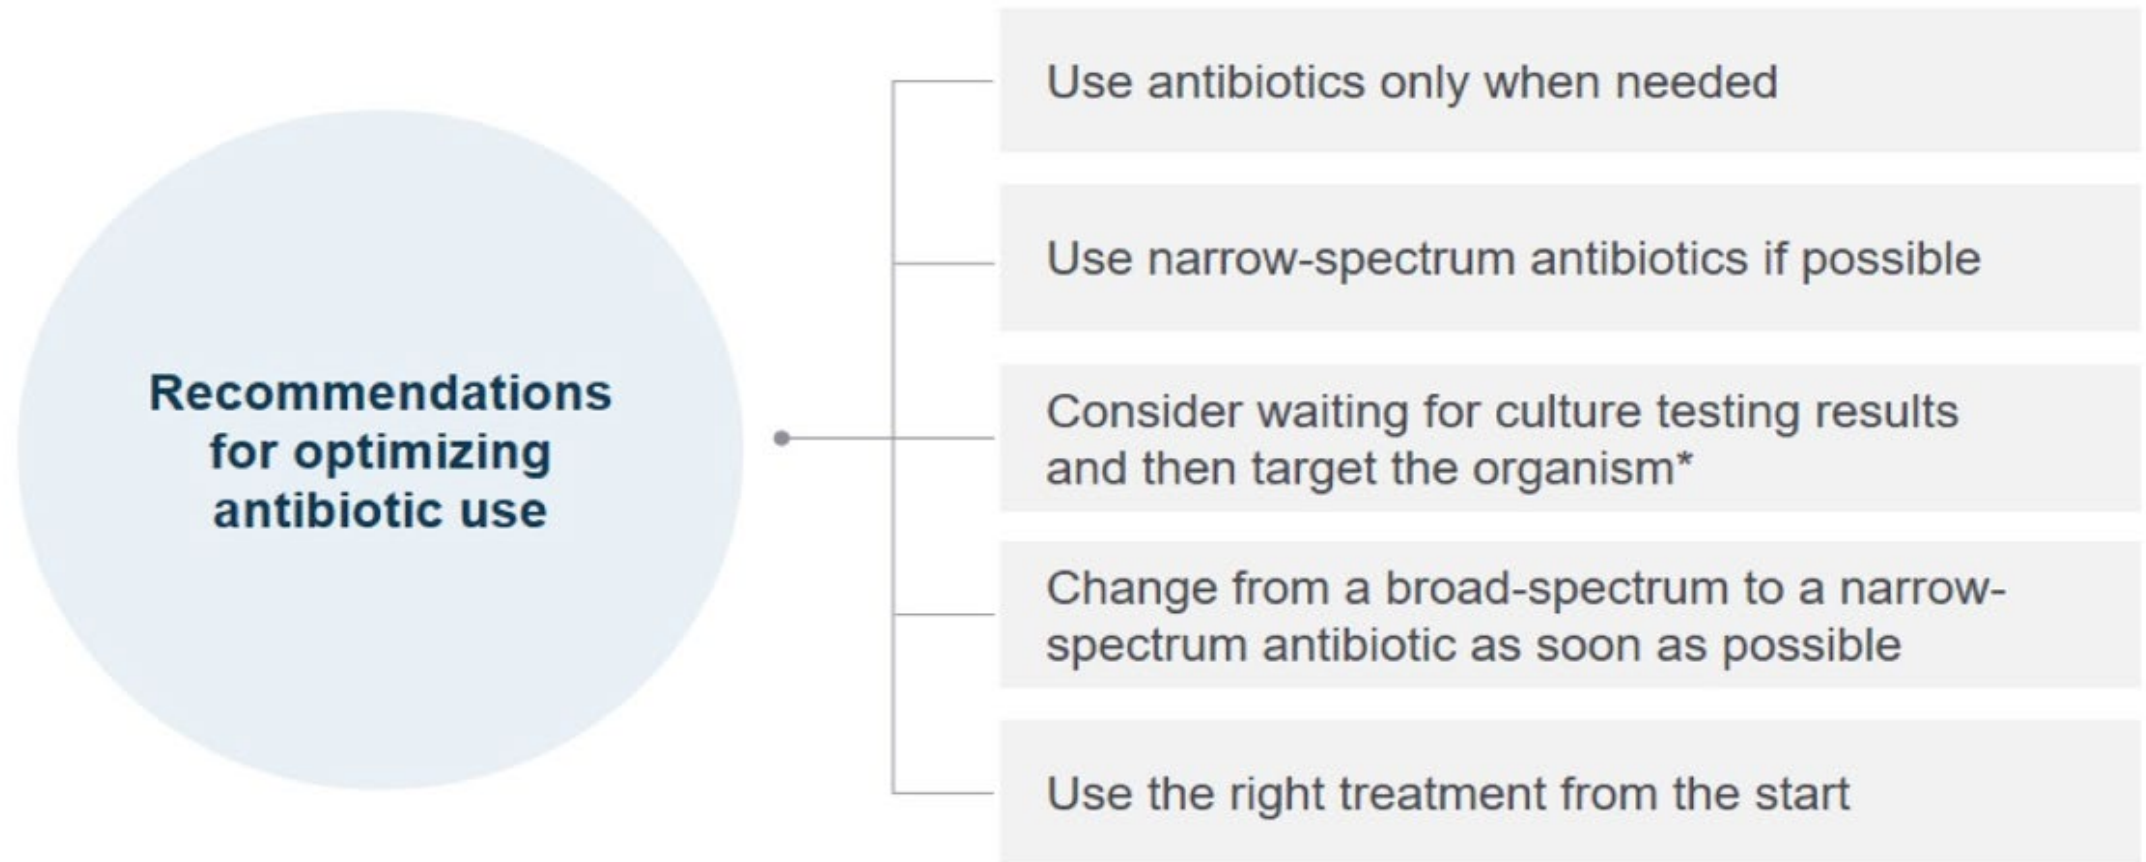 Recommendations
for optimizing
antibiotic use
Use antibiotics only when needed
Use narrow-spectrum antibiotics if possible
Consider waiting for culture testing results
and then target the organism*
Change from a broad-spectrum to a narrow-
spectrum antibiotic as soon as possible
Use the right treatment from the start